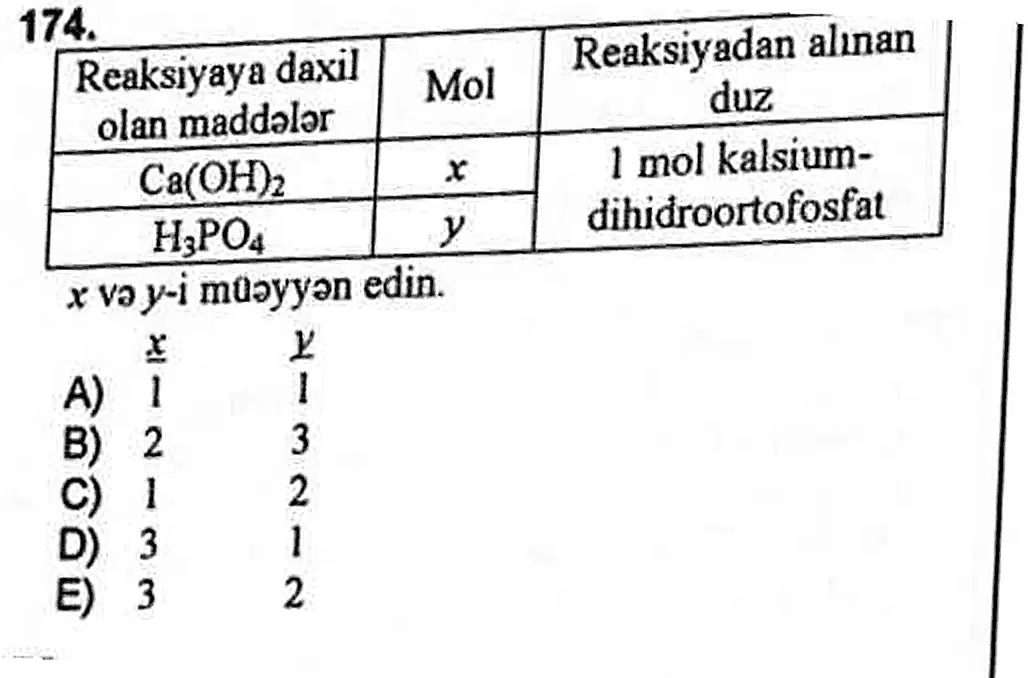 174.
Reaksiyaya daxil olan maddələr | Mol | Reaksiyadan alınan duz
Ca(OH)₂ | x | 1 mol kalsium-dihidroortofosfat
H₃PO₄ | y
x və y-i müəyyən edin.
x y
A) 1 1
B) 2 3
C) 1 2
D) 3 1
E) 3 2